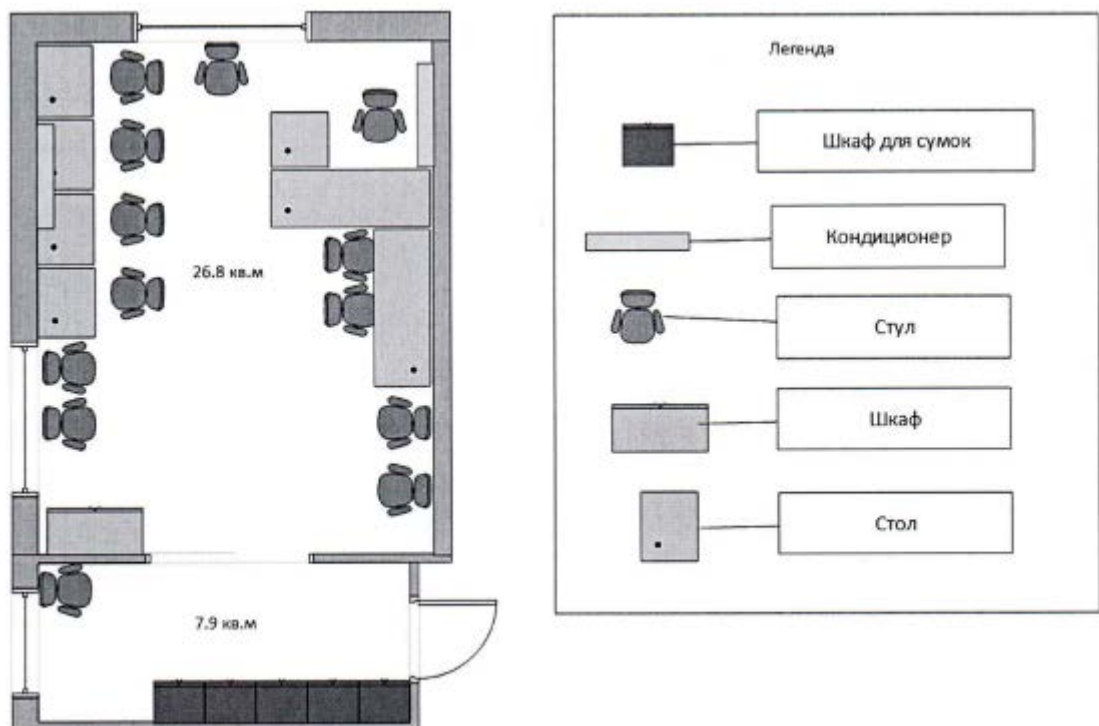 Легенда
Шкаф для сумок
Кондиционер
Стул
Шкаф
Стол
26.8 кв.м
7.9 кв.м